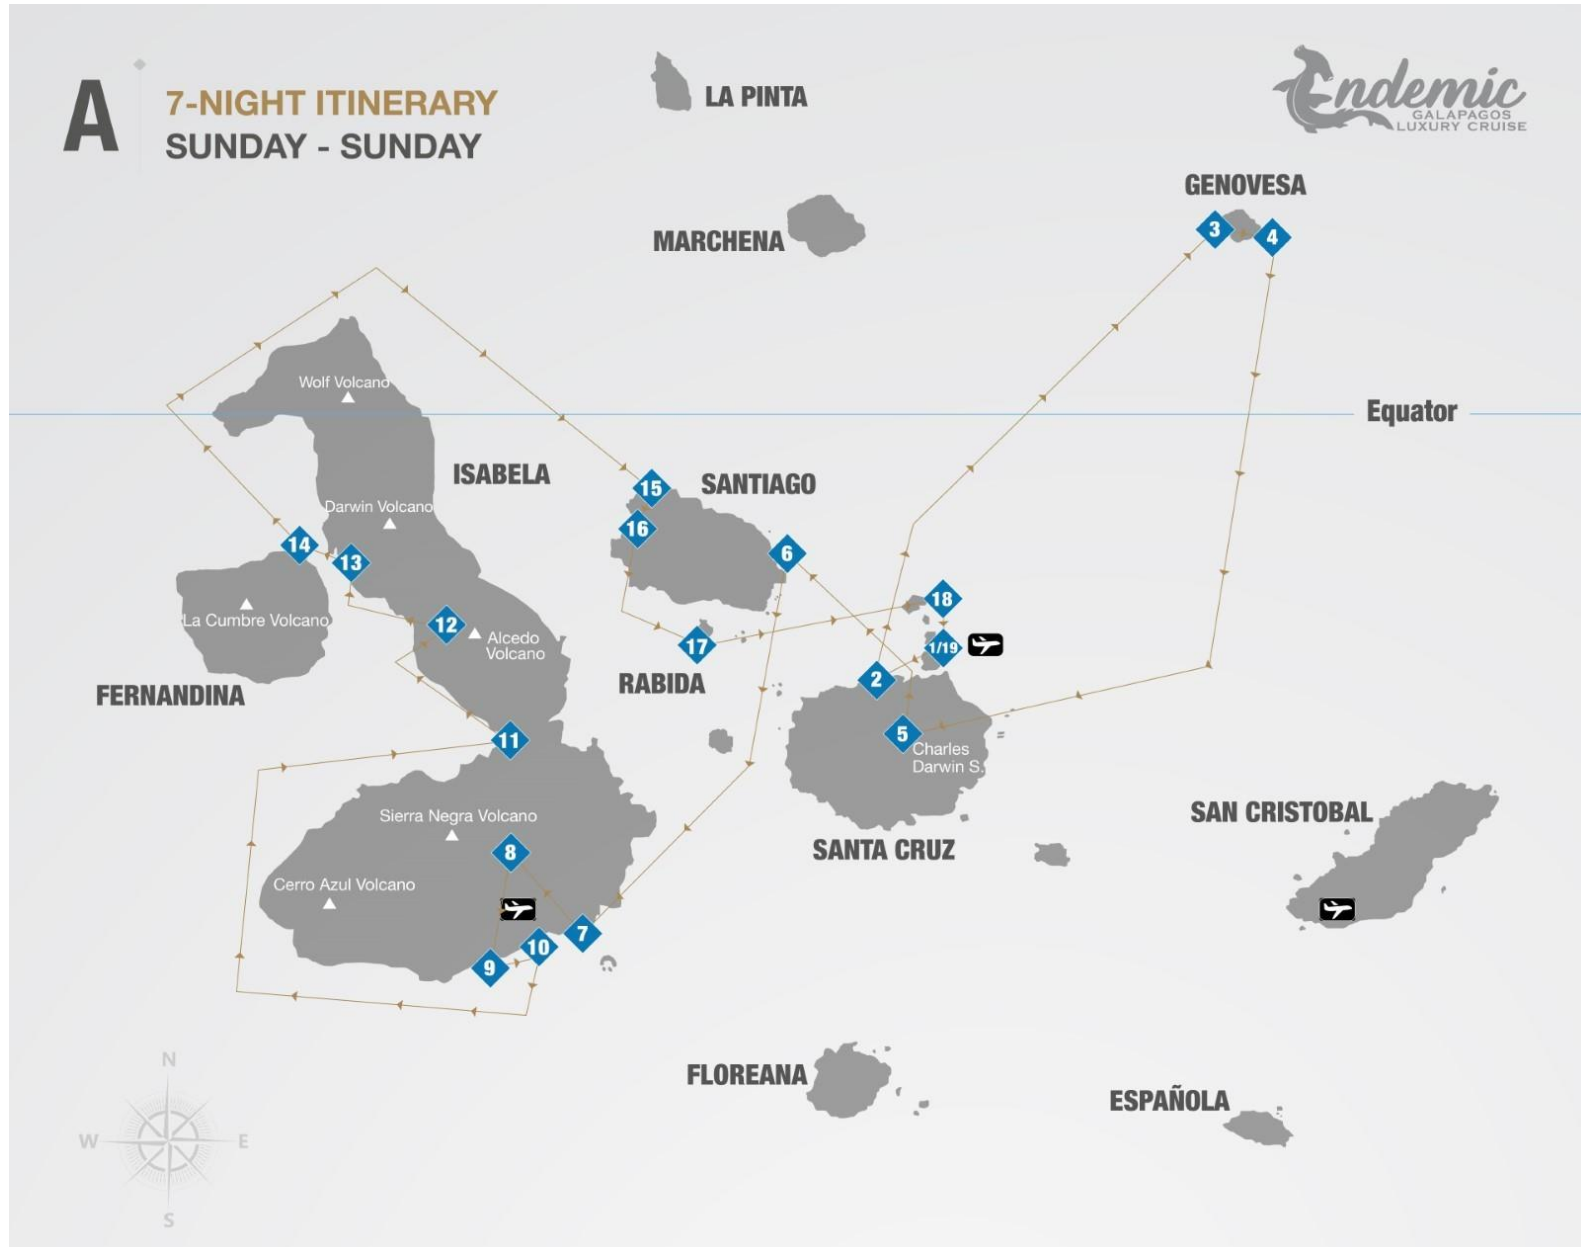 A
7-NIGHT ITINERARY
SUNDAY - SUNDAY
LA PINTA
Endemic
GALAPAGOS
LUXURY CRUISE
GENOVESA
MARCHENA
3
4
Wolf Volcano
Equator
ISABELA
SANTIAGO
15
Darwin Volcano
16
14
13
6
La Cumbre Volcano
12
Alcedo
Volcano
18
17
1/19
FERNANDINA
RABIDA
2
11
5
Charles
Darwin S.
Sierra Negra Volcano
8
SANTA CRUZ
SAN CRISTOBAL
Cerro Azul Volcano
7
10
9
FLOREANA
ESPAÑOLA
N
W
E
S